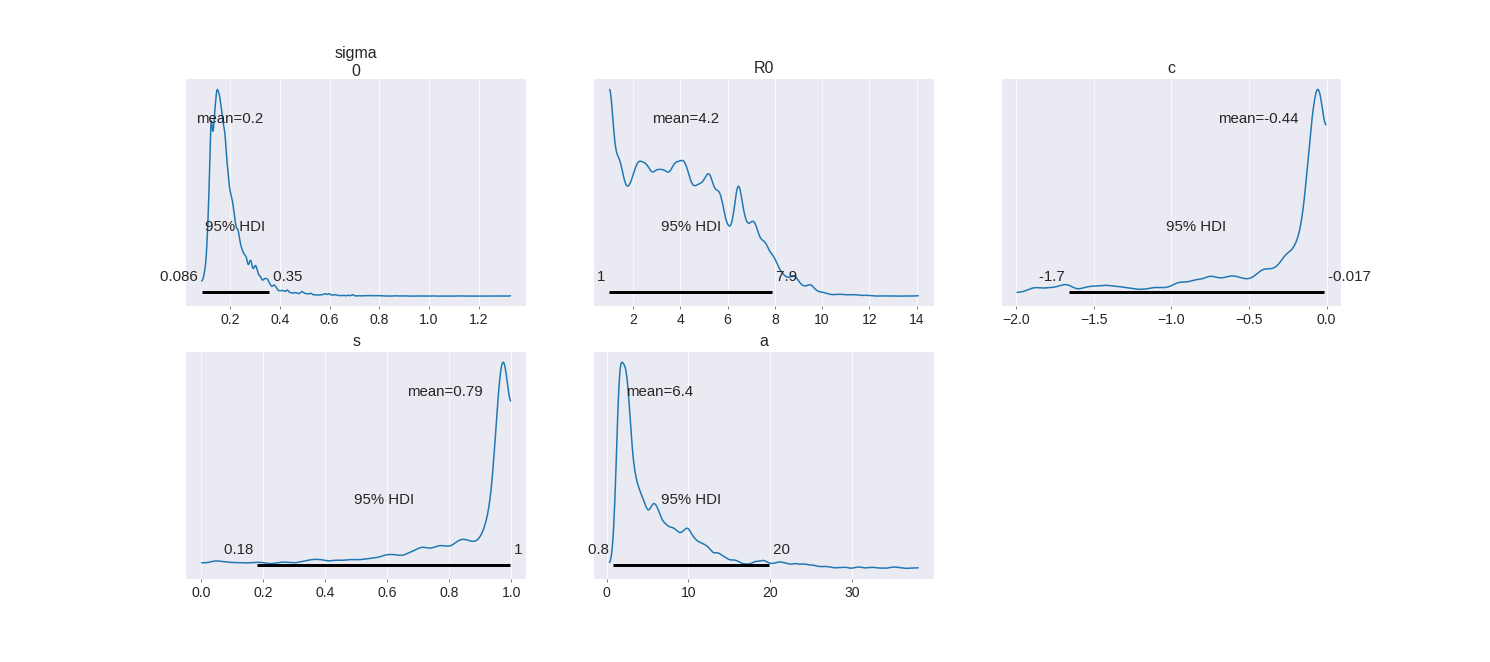 sigma
0
mean=0.2
95% HDI
0.086
0.35
0.2 0.4 0.6 0.8 1.0 1.2
R0
mean=4.2
95% HDI
1
7.9
2 4 6 8 10 12 14
c
mean=-0.44
95% HDI
-1.7
-0.017
−2.0 −1.5 −1.0 −0.5 0.0
s
mean=0.79
95% HDI
0.18
1
0.0 0.2 0.4 0.6 0.8 1.0
a
mean=6.4
95% HDI
0.8
20
0 10 20 30